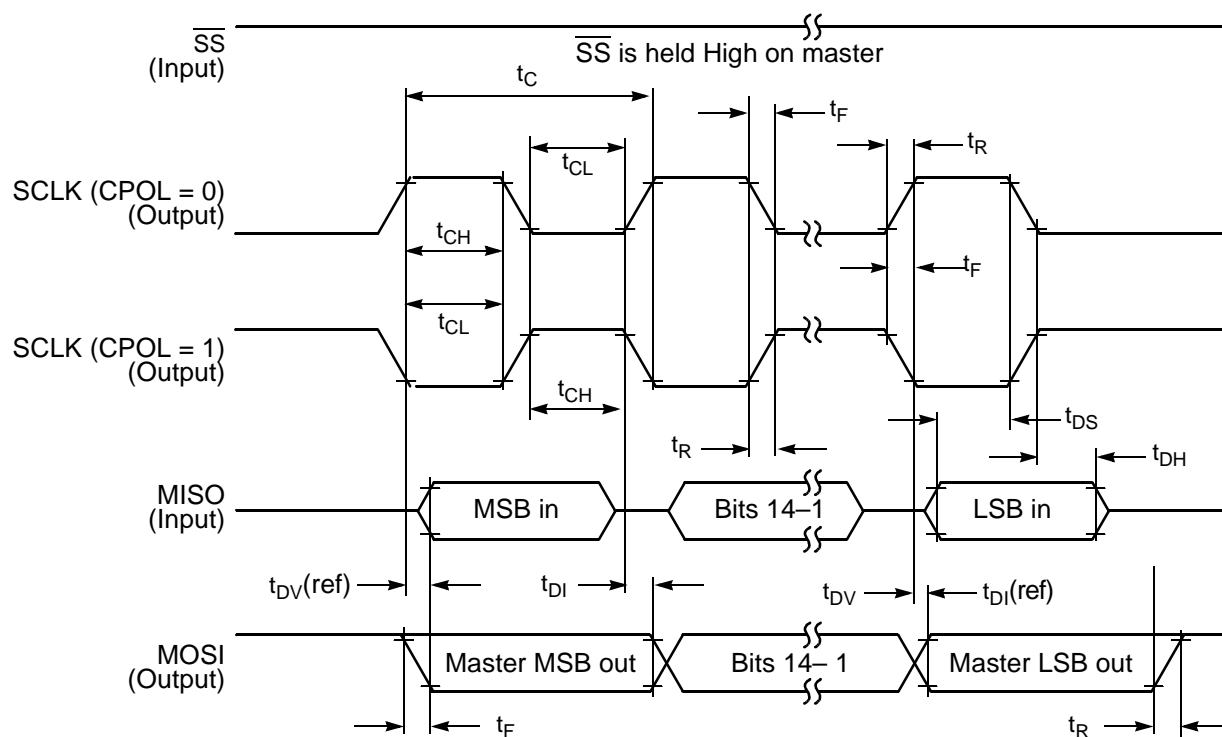 SS
(Input)
SS is held High on master
tC
tF
tR
tCL
SCLK (CPOL = 0)
(Output)
tCH
tF
tCL
SCLK (CPOL = 1)
(Output)
tCH
tDS
tR
tDH
MISO
(Input)
MSB in
Bits 14–1
LSB in
tDV(ref)
tDI
tDV
tDI(ref)
MOSI
(Output)
Master MSB out
Bits 14– 1
Master LSB out
tF
tR